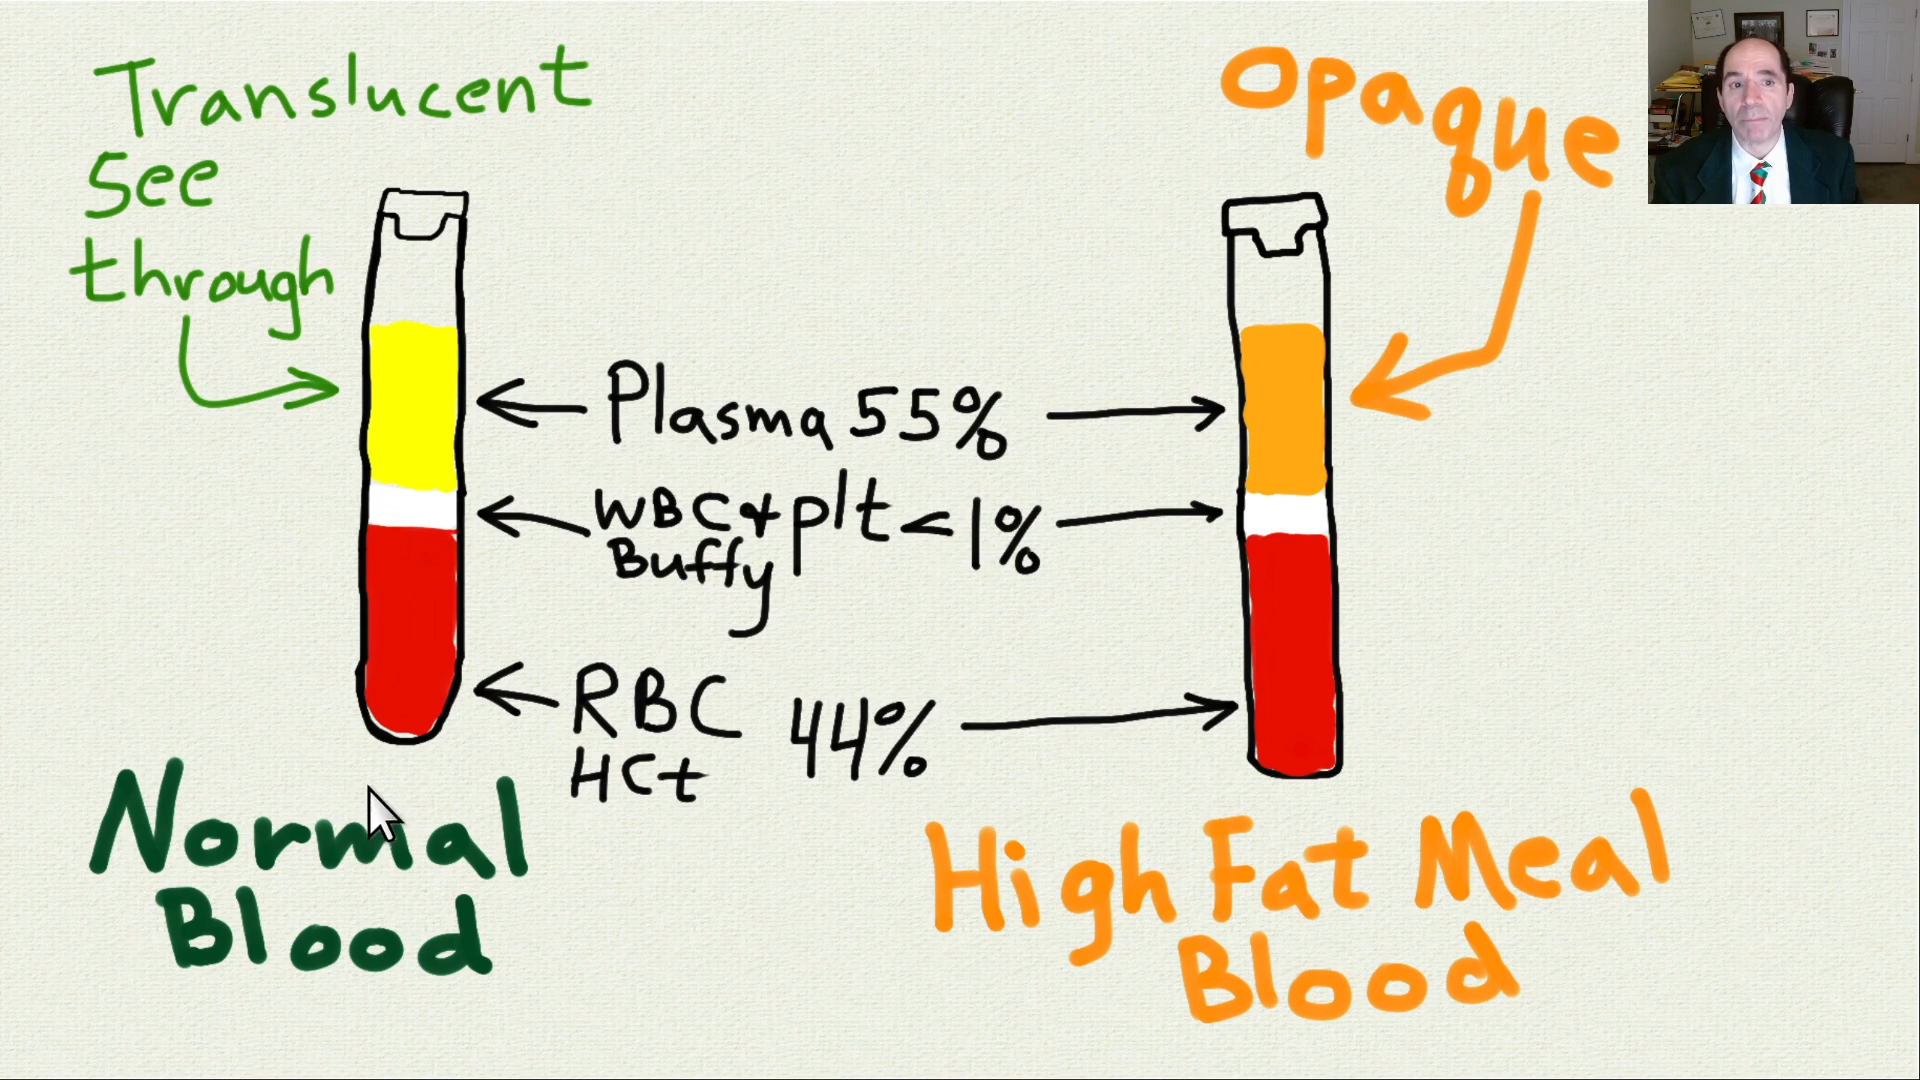 Translucent
See
through
Opaque
Plasma 55%
WBC + plt < 1%
Buffy
RBC 44%
HCt
Normal
Blood
High Fat Meal
Blood